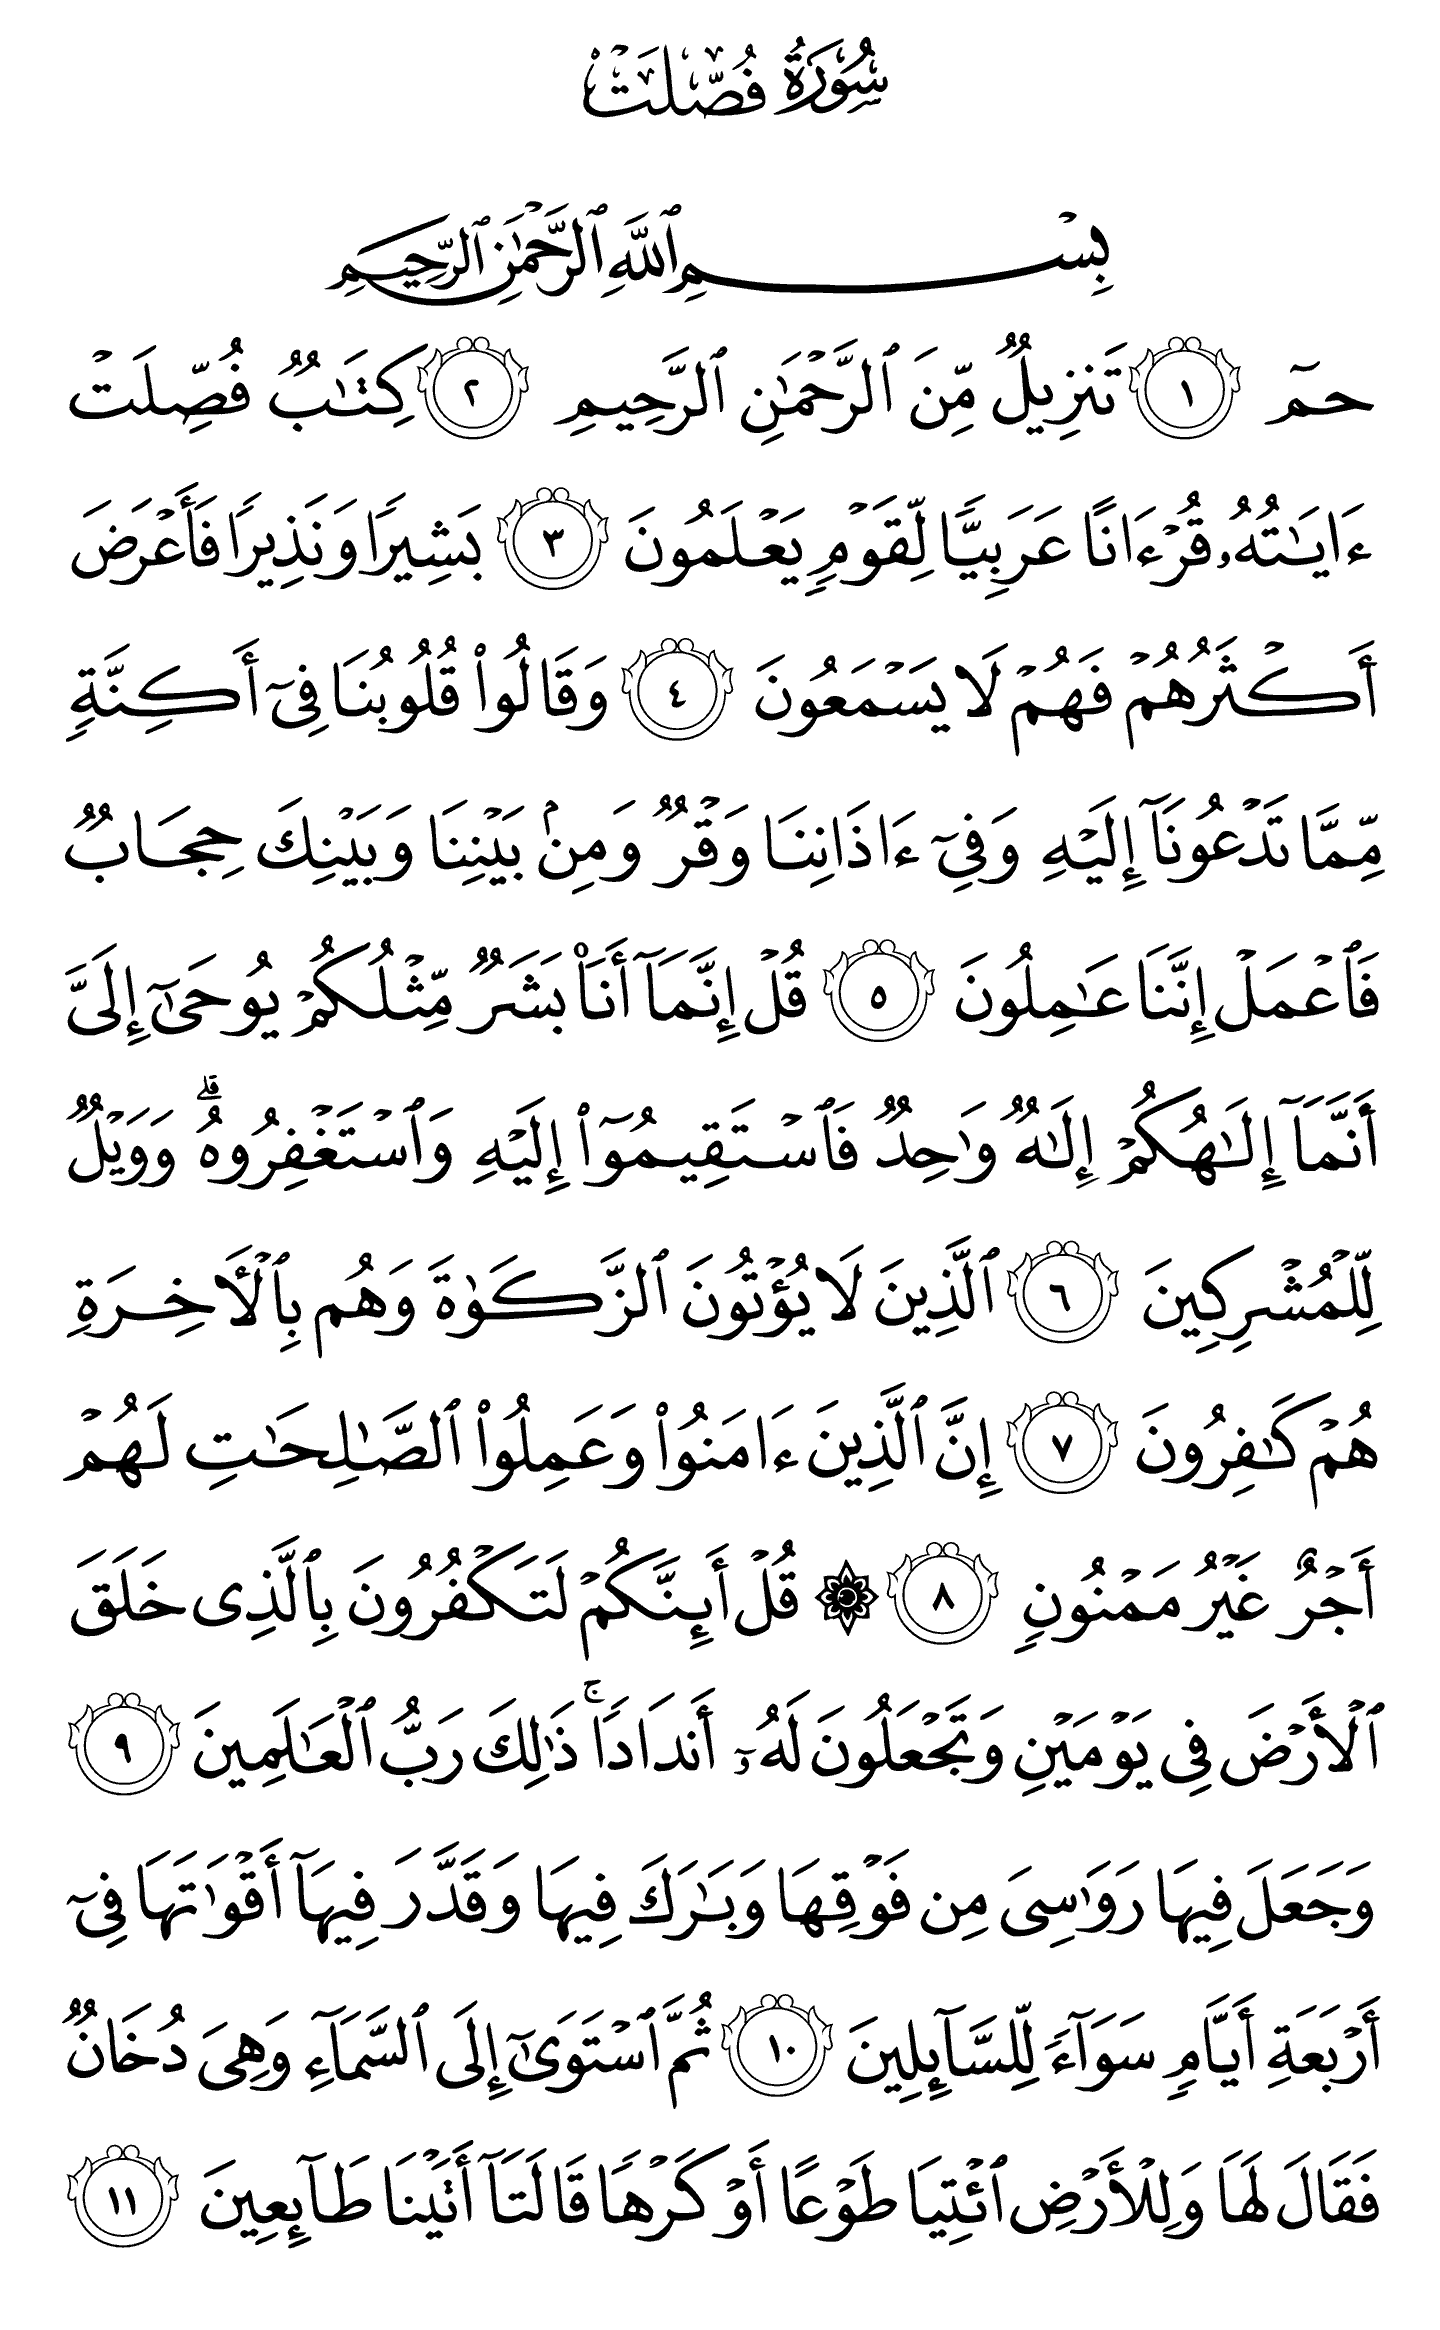 سُورَةُ فُصِّلَتْ
بِسْمِ ٱللَّهِ ٱلرَّحْمَٰنِ ٱلرَّحِيمِ
حمٓ ١ تَنزِيلٌ مِّنَ ٱلرَّحْمَٰنِ ٱلرَّحِيمِ ٢ كِتَٰبٌ فُصِّلَتْ
ءَايَٰتُهُۥ قُرْءَانًا عَرَبِيًّا لِّقَوْمٍ يَعْلَمُونَ ٣ بَشِيرًا وَنَذِيرًا فَأَعْرَضَ
أَكْثَرُهُمْ فَهُمْ لَا يَسْمَعُونَ ٤ وَقَالُوا۟ قُلُوبُنَا فِىٓ أَكِنَّةٍ
مِّمَّا تَدْعُونَآ إِلَيْهِ وَفِىٓ ءَاذَانِنَا وَقْرٌ وَمِنۢ بَيْنِنَا وَبَيْنِكَ حِجَابٌ
فَٱعْمَلْ إِنَّنَا عَٰمِلُونَ ٥ قُلْ إِنَّمَآ أَنَا۠ بَشَرٌ مِّثْلُكُمْ يُوحَىٰٓ إِلَىَّ
أَنَّمَآ إِلَٰهُكُمْ إِلَٰهٌ وَٰحِدٌ فَٱسْتَقِيمُوٓا۟ إِلَيْهِ وَٱسْتَغْفِرُوهُ ۗ وَوَيْلٌ
لِّلْمُشْرِكِينَ ٦ ٱلَّذِينَ لَا يُؤْتُونَ ٱلزَّكَوٰةَ وَهُم بِٱلْأَخِرَةِ
هُمْ كَٰفِرُونَ ٧ إِنَّ ٱلَّذِينَ ءَامَنُوا۟ وَعَمِلُوا۟ ٱلصَّٰلِحَٰتِ لَهُمْ
أَجْرٌ غَيْرُ مَمْنُونٍ ٨ ۞ قُلْ أَئِنَّكُمْ لَتَكْفُرُونَ بِٱلَّذِى خَلَقَ
ٱلْأَرْضَ فِى يَوْمَيْنِ وَتَجْعَلُونَ لَهُۥٓ أَندَادًا ۚ ذَٰلِكَ رَبُّ ٱلْعَٰلَمِينَ ٩
وَجَعَلَ فِيهَا رَوَٰسِىَ مِن فَوْقِهَا وَبَٰرَكَ فِيهَا وَقَدَّرَ فِيهَآ أَقْوَٰتَهَا فِىٓ
أَرْبَعَةِ أَيَّامٍ سَوَآءً لِّلسَّآئِلِينَ ١٠ ثُمَّ ٱسْتَوَىٰٓ إِلَى ٱلسَّمَآءِ وَهِىَ دُخَانٌ
فَقَالَ لَهَا وَلِلْأَرْضِ ٱئْتِيَا طَوْعًا أَوْ كَرْهًا قَالَتَآ أَتَيْنَا طَآئِعِينَ ١١